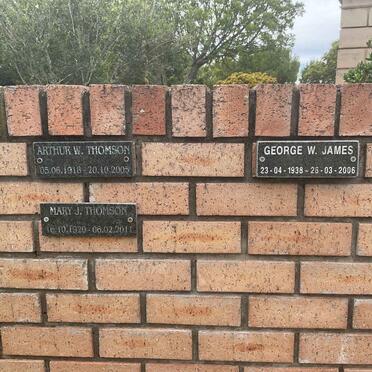 ARTHUR W. THOMSON
05.06.1918 - 20.10.2005
GEORGE W. JAMES
23 - 04 - 1938 - 26 - 03 - 2006
MARY J. THOMSON
16.10.1920 - 06.02.2011